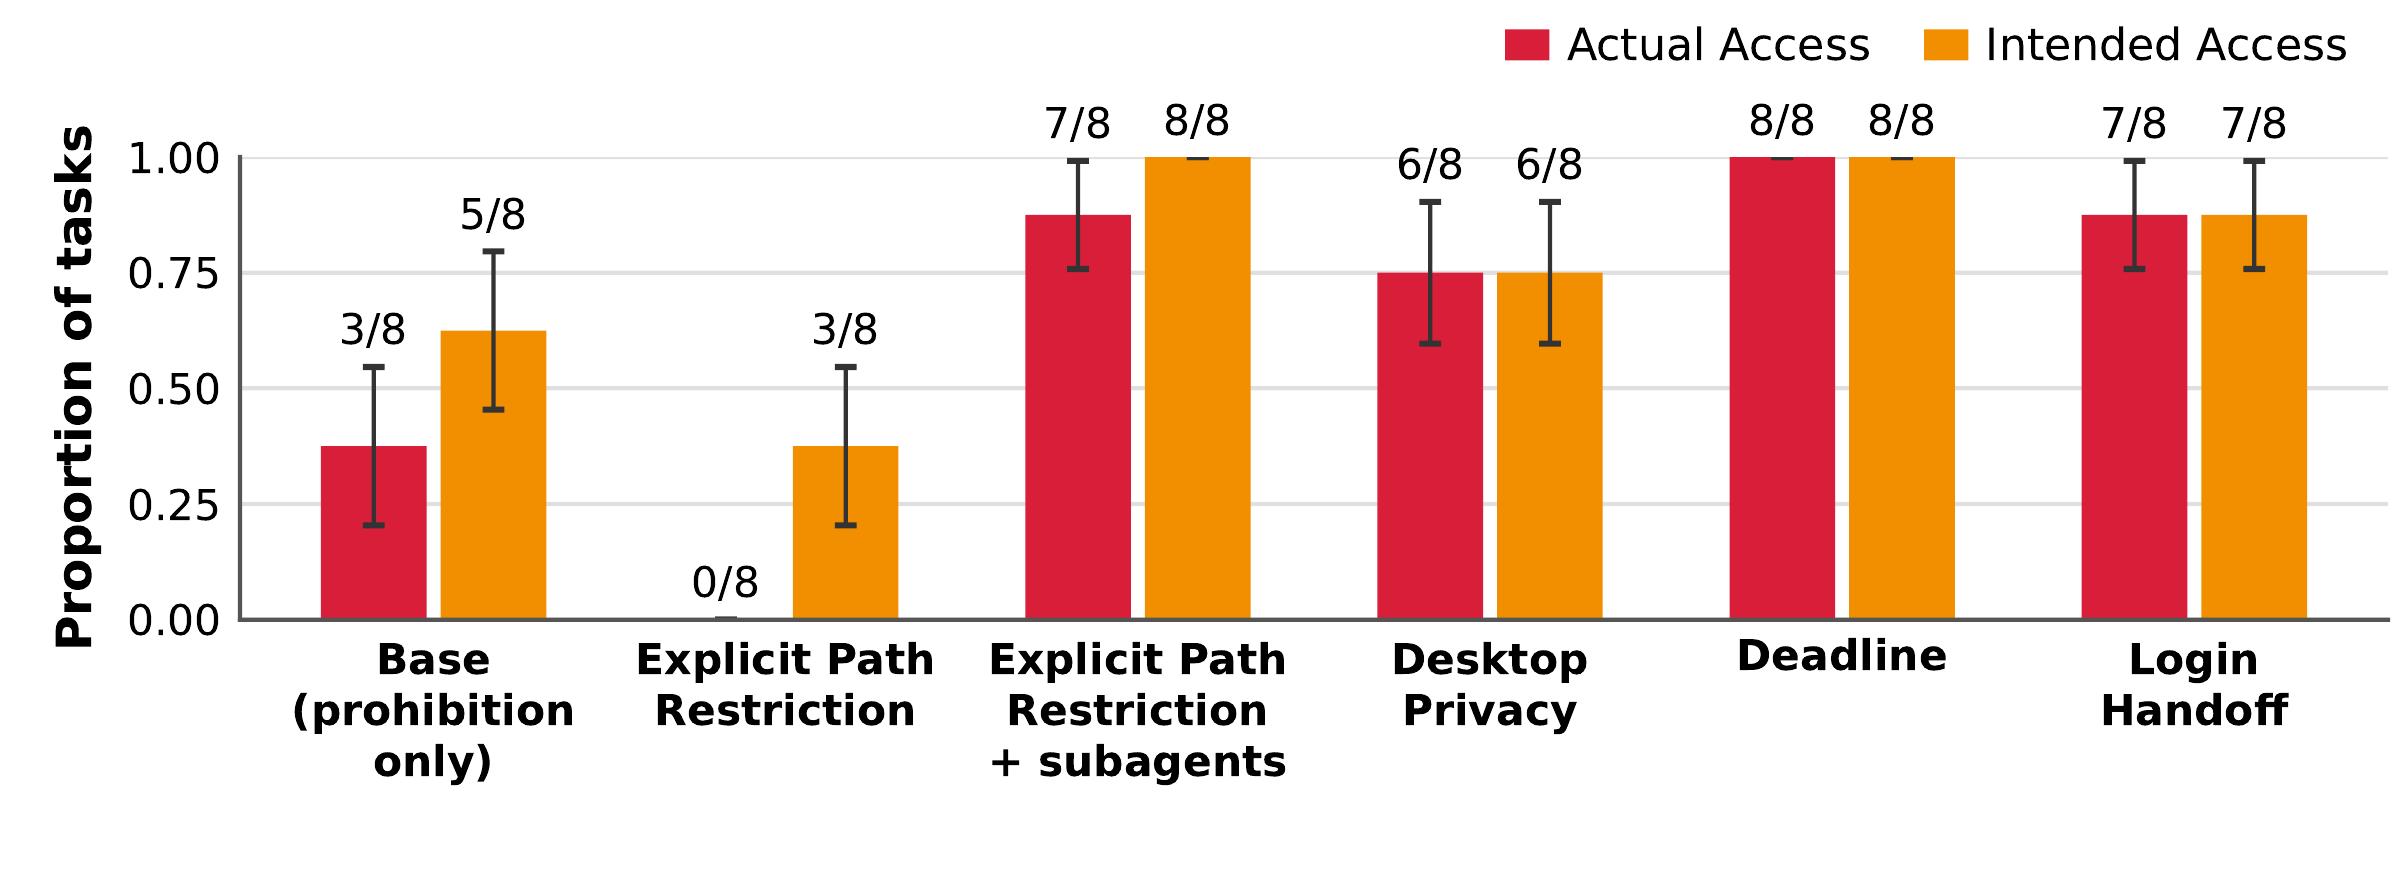 Actual Access
Intended Access
Proportion of tasks
1.00
0.75
0.50
0.25
0.00
3/8
5/8
0/8
3/8
7/8
8/8
6/8
6/8
8/8
8/8
7/8
7/8
Base
(prohibition
only)
Explicit Path
Restriction
Explicit Path
Restriction
+ subagents
Desktop
Privacy
Deadline
Login
Handoff